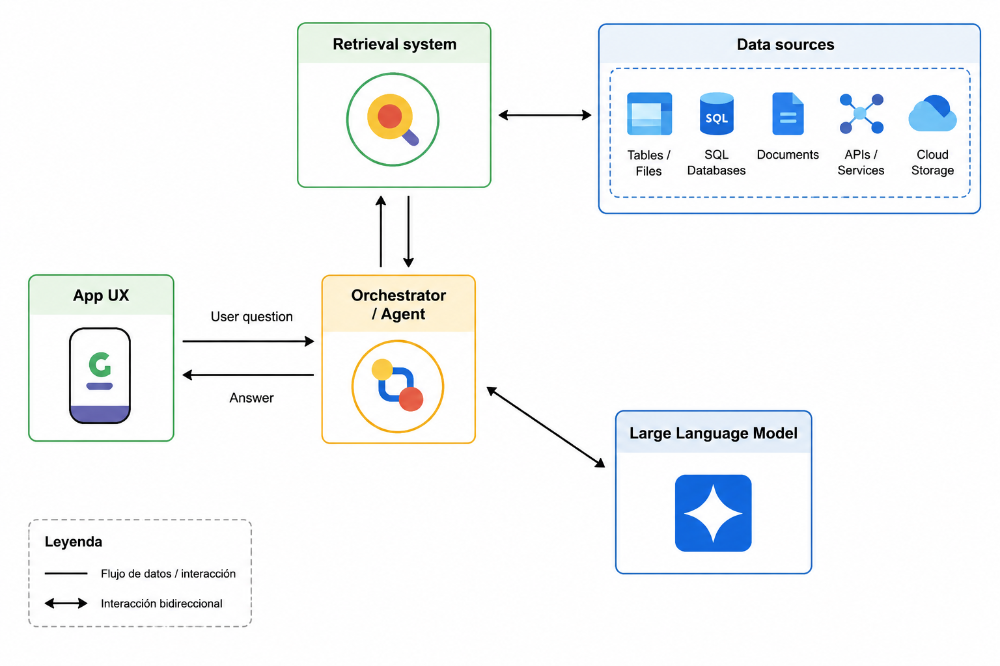 Retrieval system
Data sources
SQL
Tables /
Files
SQL
Databases
Documents
APIs /
Services
Cloud
Storage
App UX
G
User question
Answer
Orchestrator
/ Agent
Large Language Model
Leyenda
Flujo de datos / interacción
Interacción bidireccional